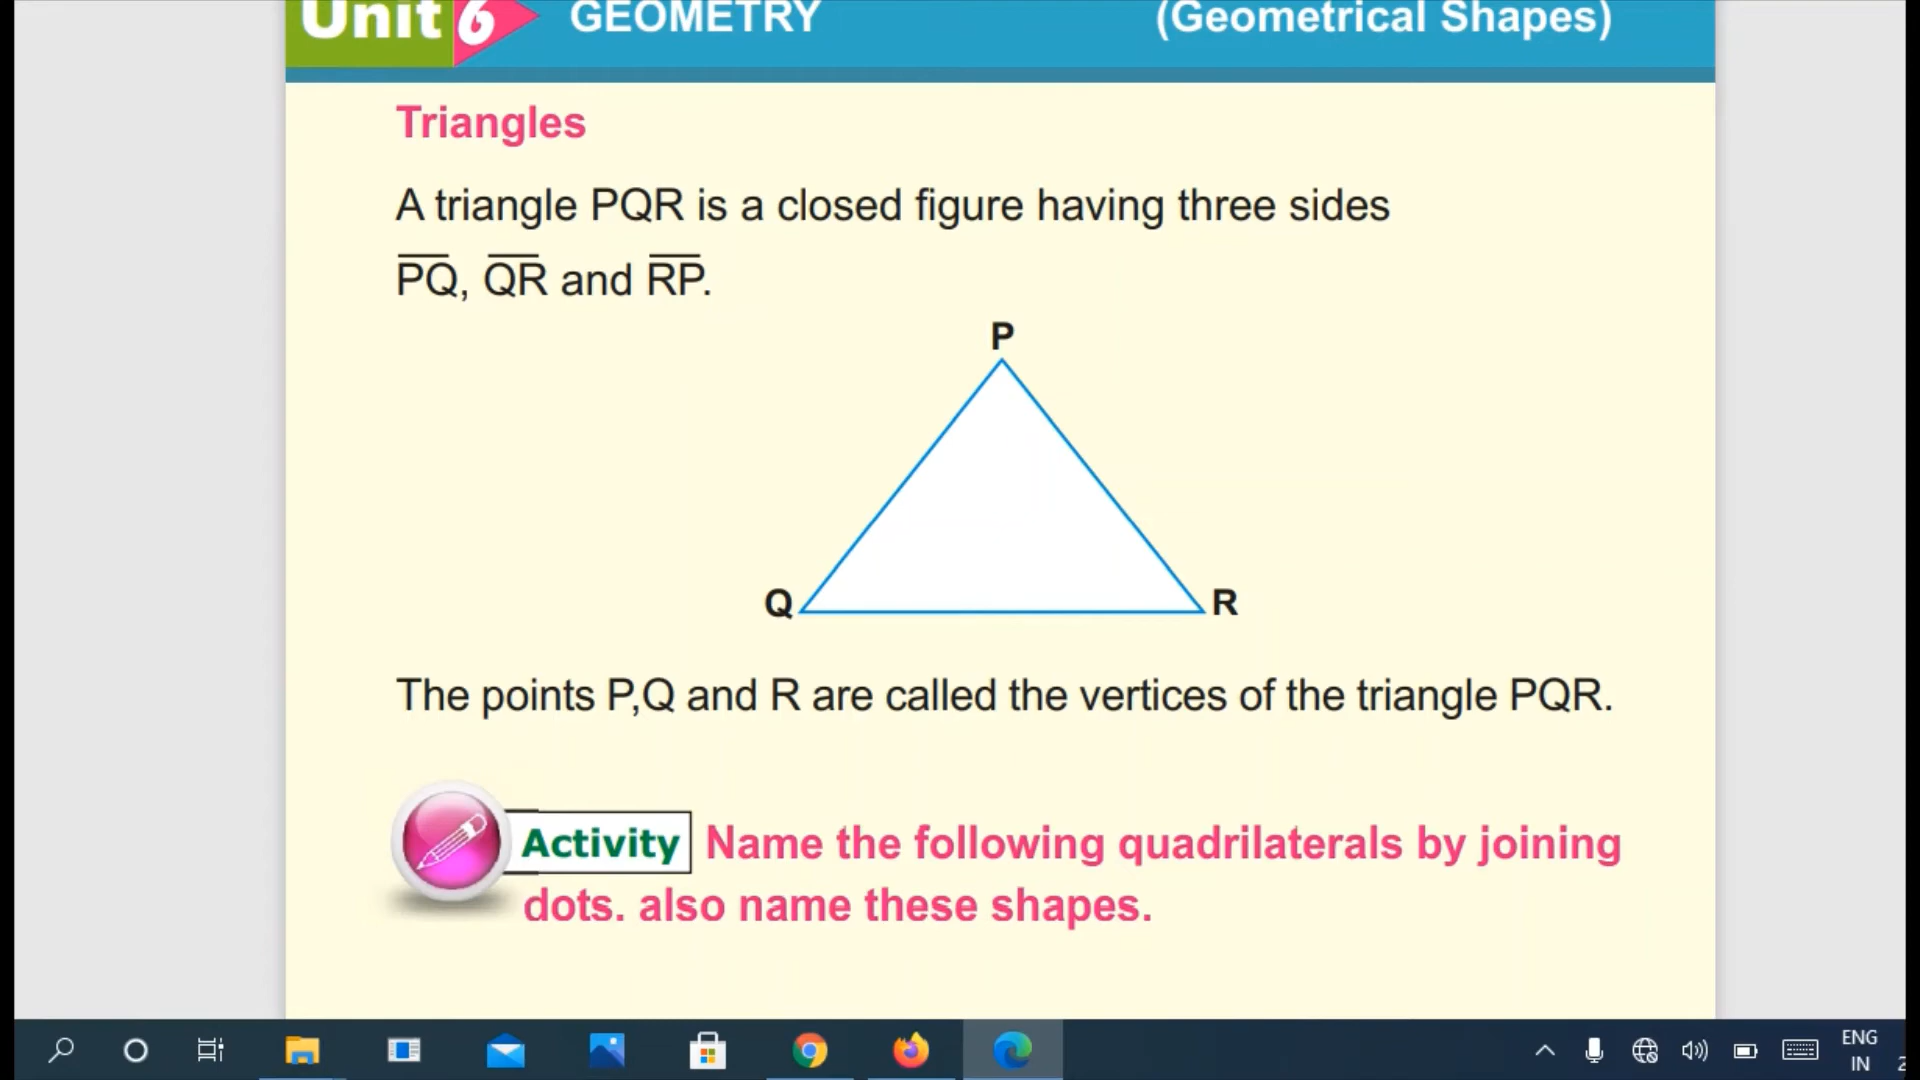 Unit 6 GEOMETRY (Geometrical Shapes)
Triangles
A triangle PQR is a closed figure having three sides
PQ, QR and RP.
P
Q R
The points P,Q and R are called the vertices of the triangle PQR.
Activity Name the following quadrilaterals by joining
dots. also name these shapes.
ENG
IN